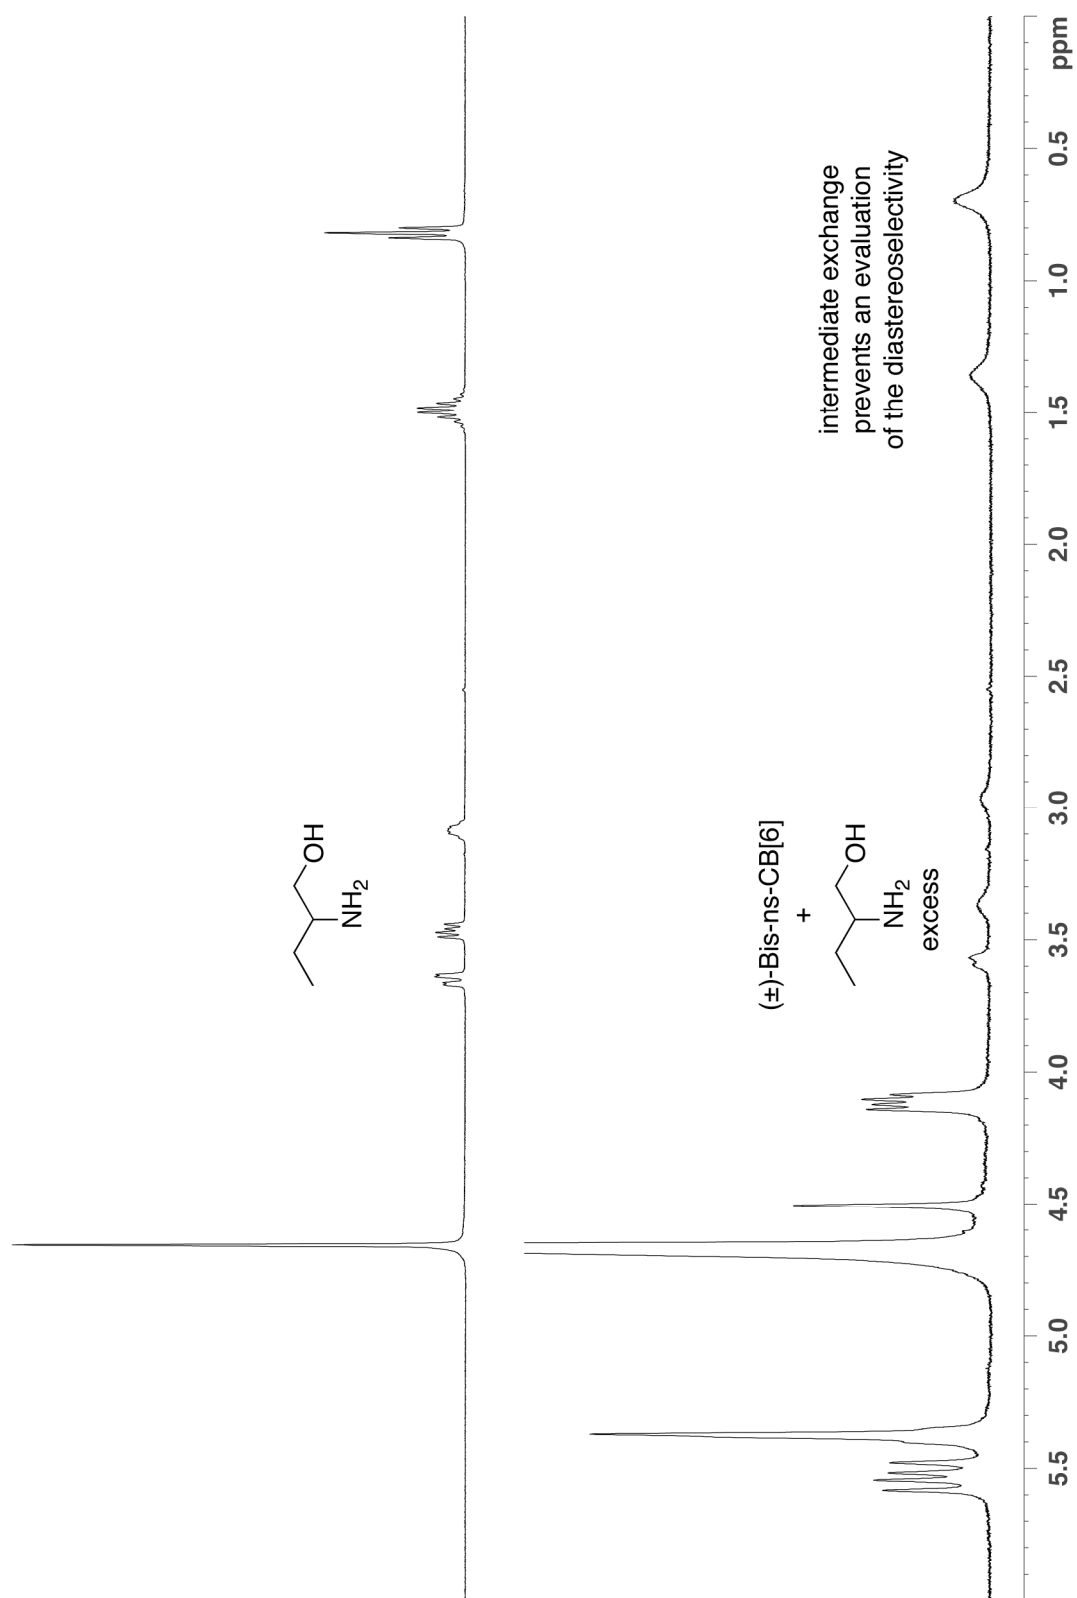 OH
NH2
(±)-Bis-ns-CB[6]
+
OH
NH2
excess
intermediate exchange
prevents an evaluation
of the diastereoselectivity
5.5 5.0 4.5 4.0 3.5 3.0 2.5 2.0 1.5 1.0 0.5 ppm